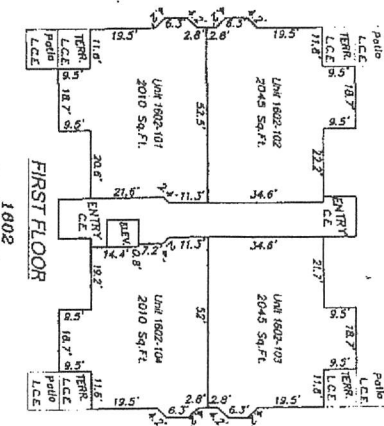 Patio
L.C.E.
TERR.
L.C.E.
11.8'
19.5'
6.3'
2.8'
2.8'
6.3'
19.5'
11.8'
TERR.
L.C.E.
Patio
L.C.E.
9.5'
18.7'
9.5'
20.6'
Unit 1602-101
2010 Sq.Ft.
52.5'
Unit 1602-102
2045 Sq.Ft.
9.5'
18.7'
9.5'
22.2'
21.6'
11.3'
34.6'
ENTRY
C.E.
ENTRY
C.E.
ELEV.
14.4'
0.8'
7.2'
11.3'
34.6'
19.2'
9.5'
18.7'
9.5'
Unit 1602-104
2010 Sq.Ft.
52'
Unit 1602-103
2045 Sq.Ft.
21.7'
9.5'
18.7'
9.5'
Patio
L.C.E.
TERR.
L.C.E.
11.6'
19.5'
6.3'
2.8'
2.8'
6.3'
19.5'
11.8'
TERR.
L.C.E.
Patio
L.C.E.
FIRST FLOOR
1602